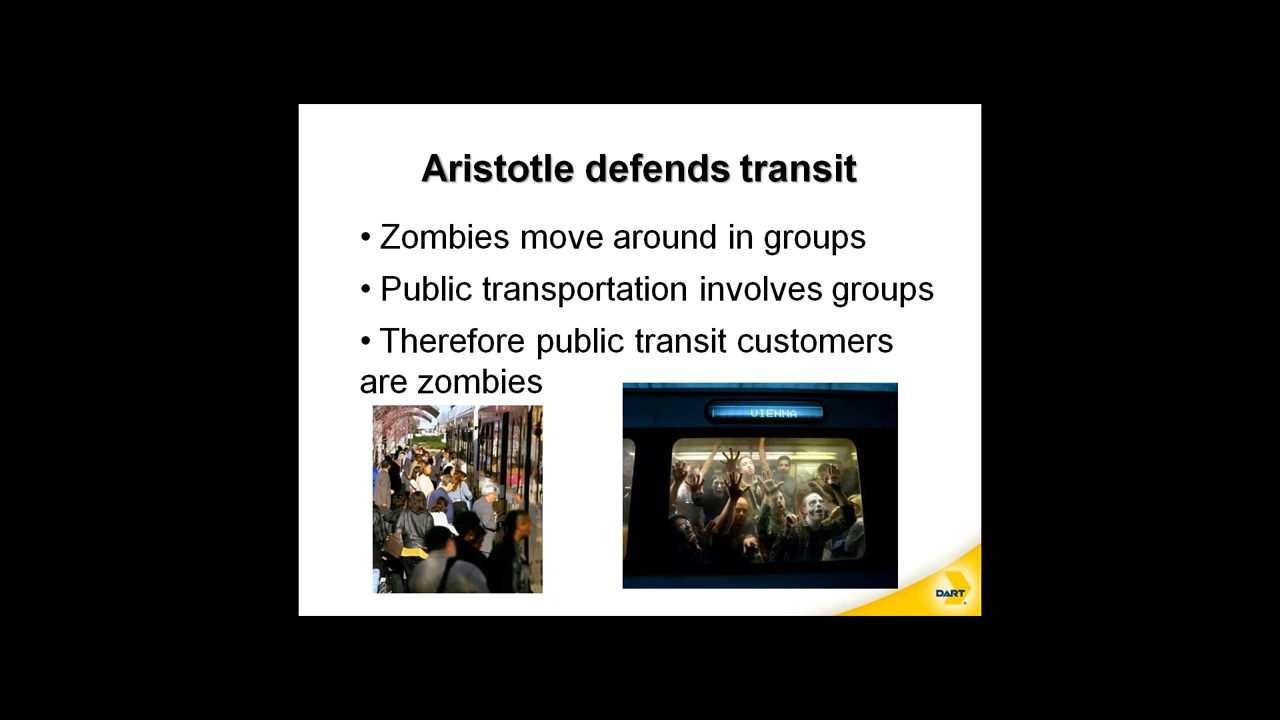 Aristotle defends transit
• Zombies move around in groups
• Public transportation involves groups
• Therefore public transit customers
are zombies
VIENNA
DART